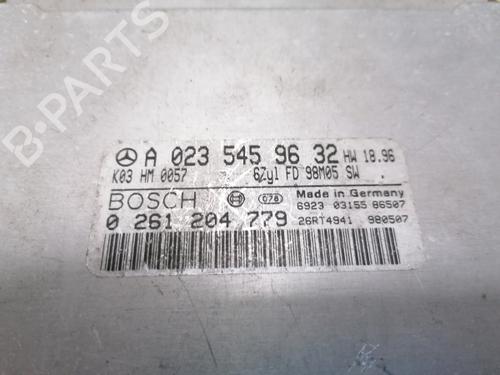 B-PARTS
A 023 545 96 32 HW 18.96
K03 HM 0057 6Zyl FD 98M05 SW
BOSCH 078 Made in Germany
6923 03155 86507
0 261 204 779 26RT4941 980507